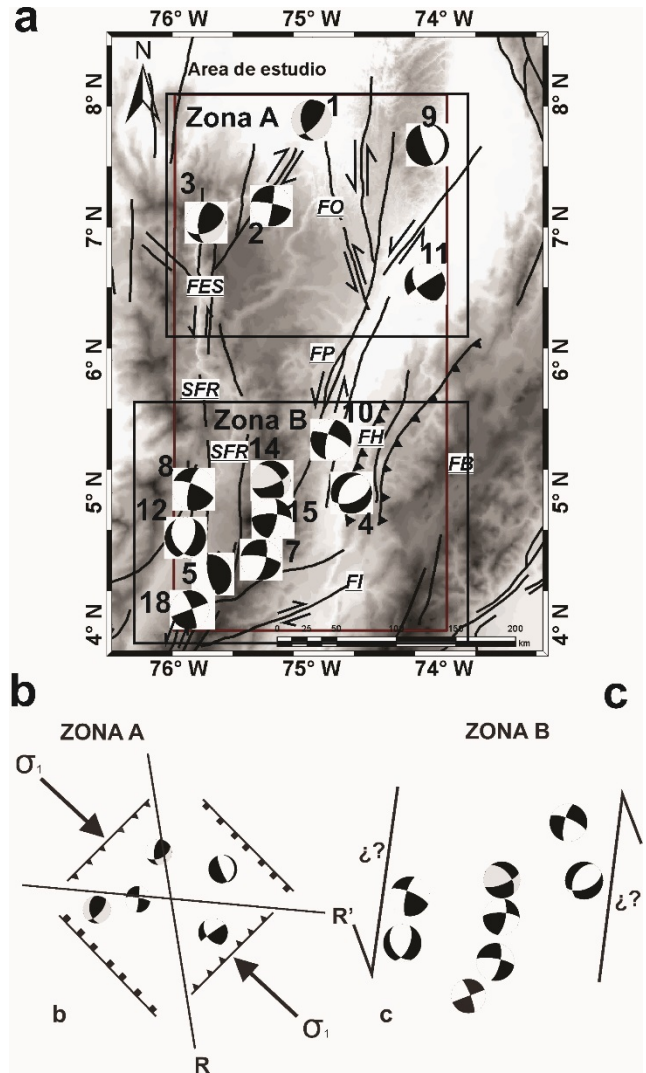 a
76° W 75° W 74° W
N
Area de estudio
8° N 8° N
Zona A
1
9
3
2
FO
7° N 7° N
11
FES
6° N 6° N
FP
SFR
Zona B
10
SFR
14
FH
8
FB
5° N 5° N
12
15
4
7
5
FI
18
4° N 4° N
0 25 50 100 150 200
km
76° W 75° W 74° W
b
c
ZONA A
ZONA B
σ1
¿?
¿?
R'
b
c
σ1
R